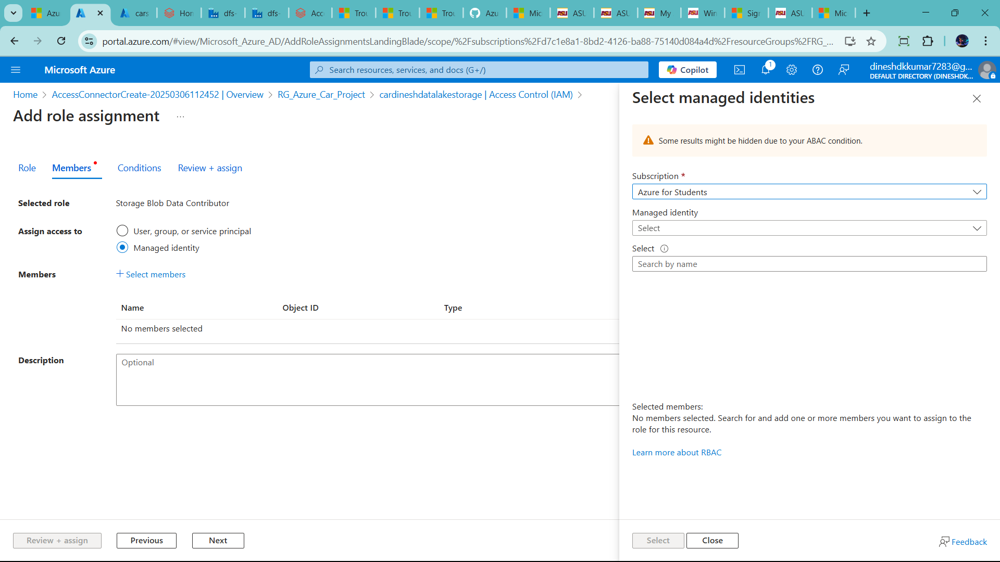 Azu
cars
Hon
dfs-
dfs-
Acc
Trou
Trou
Trou
Azu
Mic
ASU
ASU
My
Win
Sign
ASU
Mic
portal.azure.com/#view/Microsoft_Azure_AD/AddRoleAssignmentsLandingBlade/scope/%2Fsubscriptions%2Fd7c1e8a1-8bd2-4126-ba88-75140d084a4d%2FresourceGroups%2FRG_...
Microsoft Azure
Search resources, services, and docs (G+/)
Copilot
1
dineshdkkumar7283@g...
DEFAULT DIRECTORY (DINESHDK...
Home > AccessConnectorCreate-20250306112452 | Overview > RG_Azure_Car_Project > cardineshdatalakestorage | Access Control (IAM) >
Add role assignment ...
Role
Members
Conditions
Review + assign
Selected role
Storage Blob Data Contributor
Assign access to
User, group, or service principal
Managed identity
Members
+ Select members
Name Object ID Type
No members selected
Description
Optional
Review + assign
Previous
Next
Select managed identities
Some results might be hidden due to your ABAC condition.
Subscription *
Azure for Students
Managed identity
Select
Select
Search by name
Selected members:
No members selected. Search for and add one or more members you want to assign to the
role for this resource.
Learn more about RBAC
Select
Close
Feedback